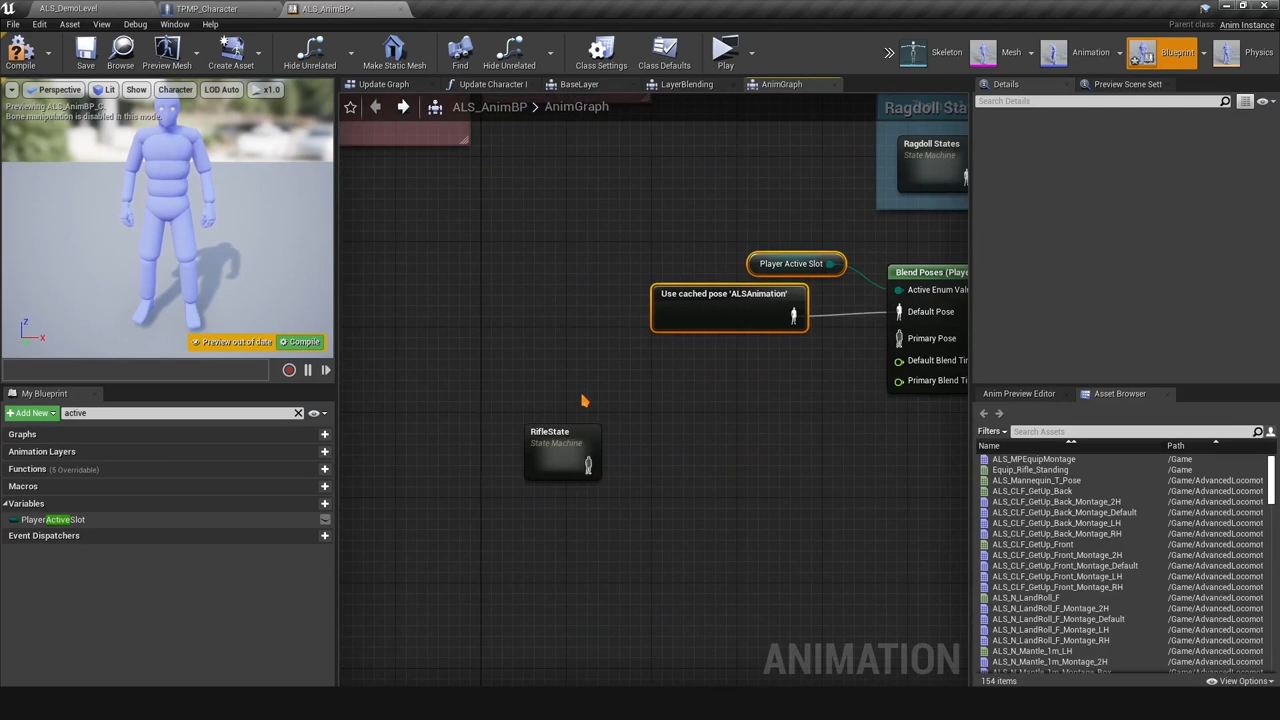 ALS_DemoLevel
TPMP_Character
ALS_AnimBP*
File Edit Asset View Debug Window Help
Parent class: Anim Instance
Compile Save Browse Preview Mesh Create Asset Hide Unrelated Make Static Mesh Find Hide Unrelated Class Settings Class Defaults Play
Skeleton Mesh Animation Blueprint Physics
Perspective Lit Show Character LOD Auto x1.0
Previewing ALS_AnimBP_C.
Bone manipulation is disabled in this mode.
Z
X
Preview out of date Compile
Update Graph Update Character I BaseLayer LayerBlending AnimGraph
ALS_AnimBP > AnimGraph
Ragdoll Sta
Ragdoll States
State Machine
Player Active Slot
Use cached pose 'ALSAnimation'
Blend Poses (Playe
Active Enum Valu
Default Pose
Primary Pose
Default Blend Tim
Primary Blend Ti
RifleState
State Machine
ANIMATION
My Blueprint
Add New
active
Graphs
Animation Layers
Functions (5 Overridable)
Macros
Variables
PlayerActiveSlot
Event Dispatchers
Details Preview Scene Sett
Search Details
Anim Preview Editor Asset Browser
Filters Search Assets
Name Path
ALS_MPEquipMontage /Game
Equip_Rifle_Standing /Game
ALS_Mannequin_T_Pose /Game/AdvancedLocomot
ALS_CLF_GetUp_Back /Game/AdvancedLocomot
ALS_CLF_GetUp_Back_Montage_2H /Game/AdvancedLocomot
ALS_CLF_GetUp_Back_Montage_Default /Game/AdvancedLocomot
ALS_CLF_GetUp_Back_Montage_LH /Game/AdvancedLocomot
ALS_CLF_GetUp_Back_Montage_RH /Game/AdvancedLocomot
ALS_CLF_GetUp_Front /Game/AdvancedLocomot
ALS_CLF_GetUp_Front_Montage_2H /Game/AdvancedLocomot
ALS_CLF_GetUp_Front_Montage_Default /Game/AdvancedLocomot
ALS_CLF_GetUp_Front_Montage_LH /Game/AdvancedLocomot
ALS_CLF_GetUp_Front_Montage_RH /Game/AdvancedLocomot
ALS_N_LandRoll_F /Game/AdvancedLocomot
ALS_N_LandRoll_F_Montage_2H /Game/AdvancedLocomot
ALS_N_LandRoll_F_Montage_Default /Game/AdvancedLocomot
ALS_N_LandRoll_F_Montage_LH /Game/AdvancedLocomot
ALS_N_LandRoll_F_Montage_RH /Game/AdvancedLocomot
ALS_N_Mantle_1m_LH /Game/AdvancedLocomot
ALS_N_Mantle_1m_Montage_2H /Game/AdvancedLocomot
154 items View Options